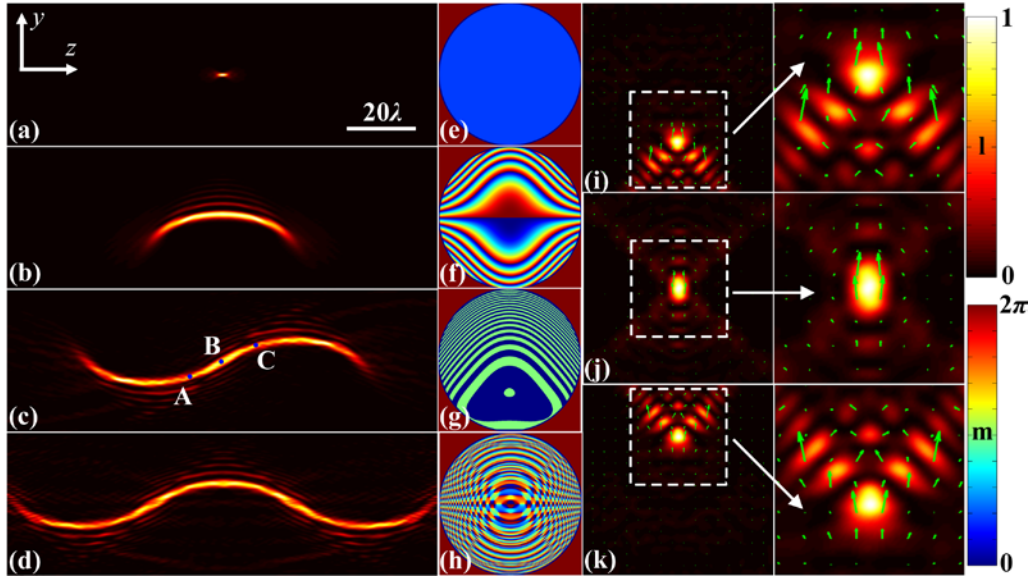 y
z
(a)
20λ
(e)
(b)
(f)
A
B
C
(c)
(g)
(d)
(h)
(i)
(j)
(k)
1
l
0
2π
m
0